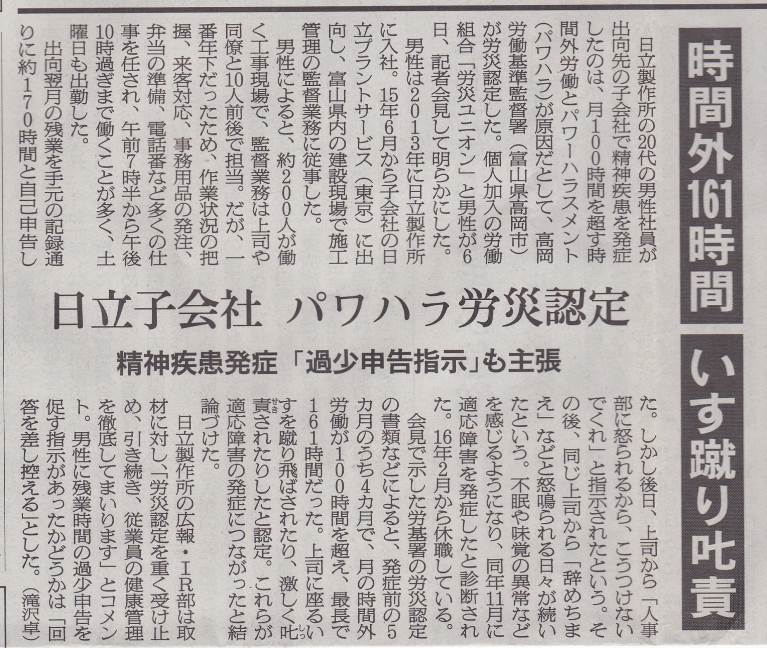 時間外161時間 いす蹴り叱責
日立子会社 パワハラ労災認定
精神疾患発症「過少申告指示」も主張
日立製作所の20代の男性社員が
出向先の子会社で精神疾患を発症
したのは、月100時間を超す時
間外労働とパワーハラスメント
（パワハラ）が原因だとして、高岡
労働基準監督署（富山県高岡市）
が労災認定した。個人加入の労働
組合「労災ユニオン」と男性が6
日、記者会見して明らかにした。
男性は2013年に日立製作所
に入社。15年6月から子会社の日
立プラントサービス（東京）に出
向し、富山県内の建設現場で施工
管理の監督業務に従事した。
男性によると、約200人が働
く工事現場で、監督業務は上司や
同僚と10人前後で担当。だが、一
番年下だったため、作業状況の把
握、来客対応、事務用品の発注、
弁当の準備、電話番など多くの仕
事を任され、午前7時半から午後
10時過ぎまで働くことが多く、土
曜日も出勤した。
出向翌月の残業を手元の記録通
りに約170時間と自己申告し
た。しかし後日、上司から「人事
部に怒られるから、こうつけない
でくれ」と指示されたという。そ
の後、同じ上司から「辞めちま
え」などと怒鳴られる日々が続い
たという。不眠や味覚の異常など
を感じるようになり、同年11月に
適応障害を発症したと診断され
た。16年2月から休職している。
会見で示した労基署の労災認定
の書類などによると、発症前の5
カ月のうち4カ月で、月の時間外
労働が100時間を超え、最長で
161時間だった。上司に座るい
すを蹴り飛ばされたり、激しく叱しっ
責せきされたりしたと認定。これらが
適応障害の発症につながったと結
論づけた。
日立製作所の広報・IR部は取
材に対し、「労災認定を重く受け止
め、引き続き、従業員の健康管理
を徹底してまいります」とコメン
ト。男性に残業時間の過少申告を
促す指示があったかどうかは「回
答を差し控える」とした。（滝沢卓）